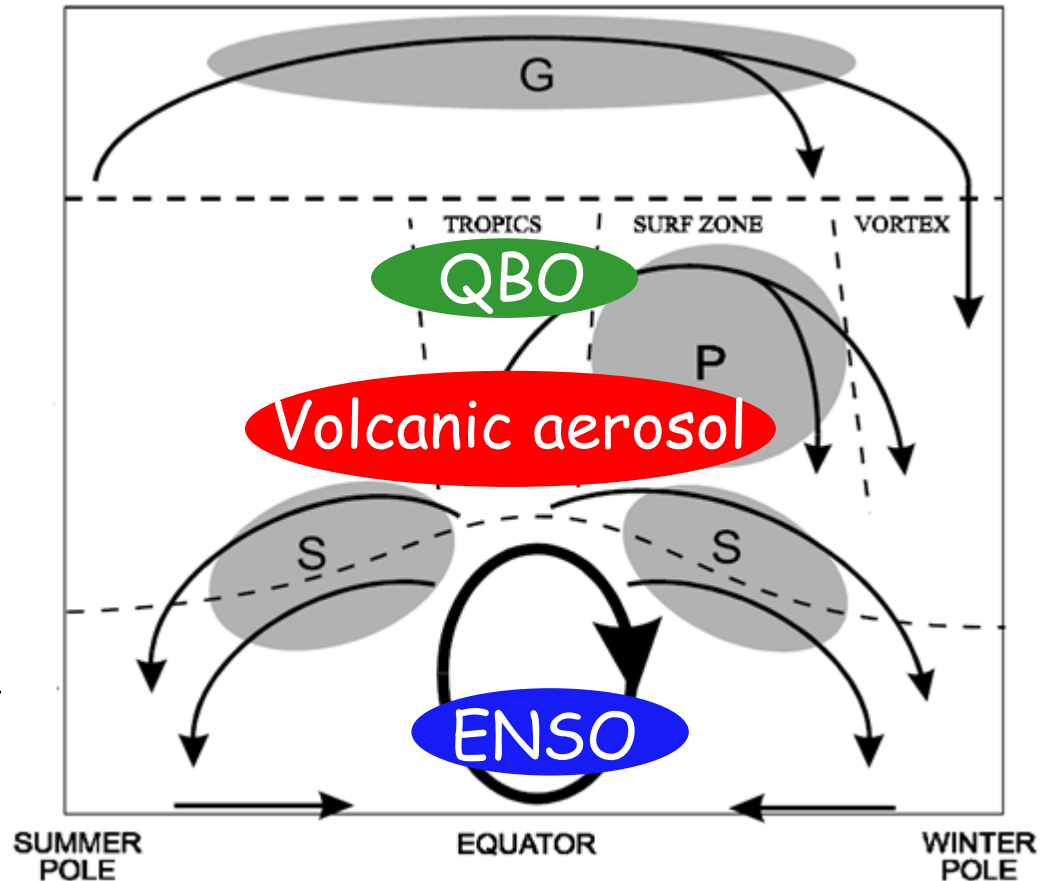 G
TROPICS SURF ZONE VORTEX
QBO
P
Volcanic aerosol
S S
ENSO
SUMMER POLE
EQUATOR
WINTER POLE